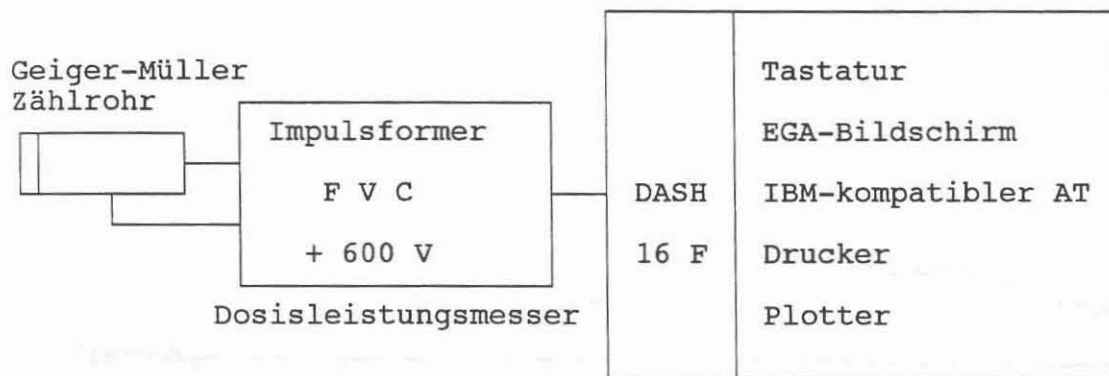 Geiger-Müller
Zählrohr
Impulsformer
F V C
+ 600 V
Dosisleistungsmesser
DASH
16 F
Tastatur
EGA-Bildschirm
IBM-kompatibler AT
Drucker
Plotter